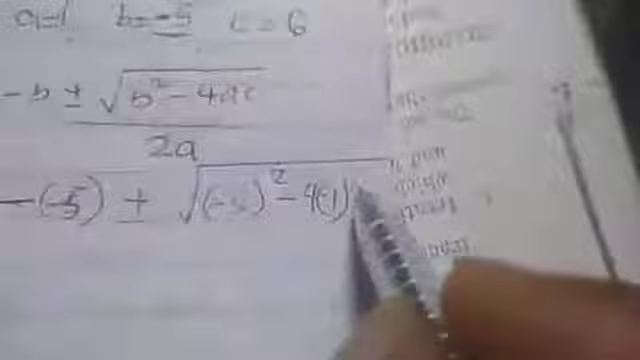 a=1 b=-5 c=6
-b ± √b² - 4ac
2a
-(-5) ± √(-5)² - 4(1)